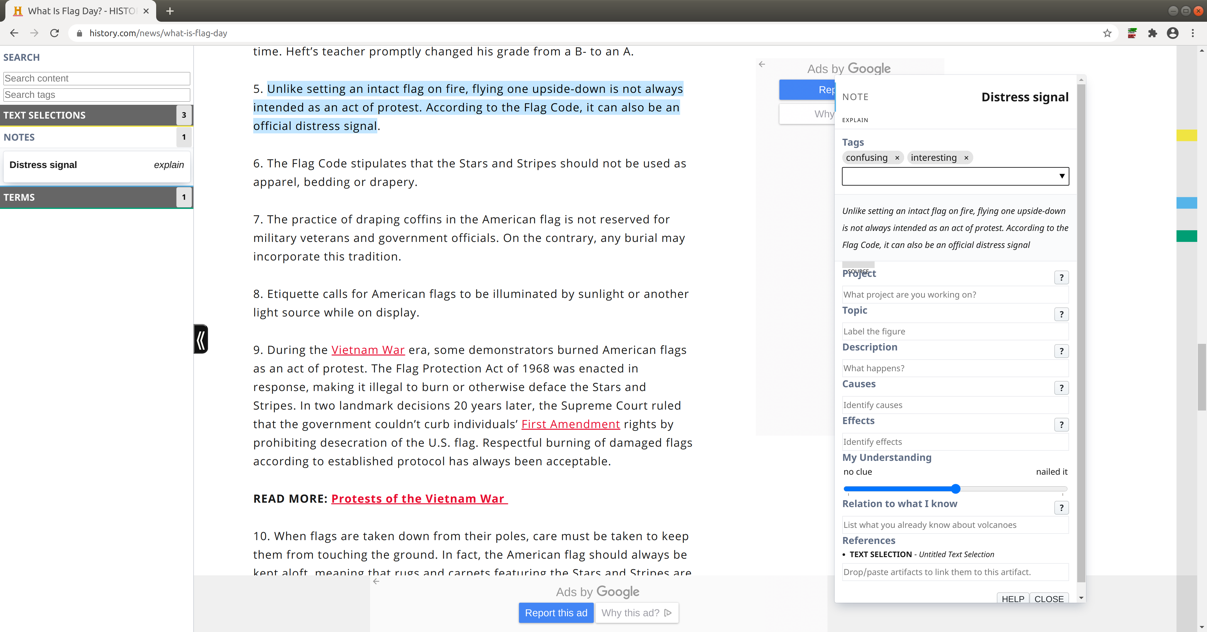 What Is Flag Day? - HISTO
history.com/news/what-is-flag-day
SEARCH
Search content
Search tags
TEXT SELECTIONS 3
NOTES 1
Distress signal explain
TERMS 1
time. Heft's teacher promptly changed his grade from a B- to an A.
5. Unlike setting an intact flag on fire, flying one upside-down is not always
intended as an act of protest. According to the Flag Code, it can also be an
official distress signal.
6. The Flag Code stipulates that the Stars and Stripes should not be used as
apparel, bedding or drapery.
7. The practice of draping coffins in the American flag is not reserved for
military veterans and government officials. On the contrary, any burial may
incorporate this tradition.
8. Etiquette calls for American flags to be illuminated by sunlight or another
light source while on display.
9. During the Vietnam War era, some demonstrators burned American flags
as an act of protest. The Flag Protection Act of 1968 was enacted in
response, making it illegal to burn or otherwise deface the Stars and
Stripes. In two landmark decisions 20 years later, the Supreme Court ruled
that the government couldn't curb individuals' First Amendment rights by
prohibiting desecration of the U.S. flag. Respectful burning of damaged flags
according to established protocol has always been acceptable.
READ MORE: Protests of the Vietnam War
10. When flags are taken down from their poles, care must be taken to keep
them from touching the ground. In fact, the American flag should always be
kept aloft, meaning that rugs and carpets featuring the Stars and Stripes are
Ads by Google
Report this ad
Why this ad?
Ads by Google
Rep
Why
NOTE
Distress signal
EXPLAIN
Tags
confusing × interesting ×
Unlike setting an intact flag on fire, flying one upside-down
is not always intended as an act of protest. According to the
Flag Code, it can also be an official distress signal
Project ?
What project are you working on?
Topic ?
Label the figure
Description ?
What happens?
Causes ?
Identify causes
Effects ?
Identify effects
My Understanding
no clue nailed it
Relation to what I know ?
List what you already know about volcanoes
References
• TEXT SELECTION - Untitled Text Selection
Drop/paste artifacts to link them to this artifact.
HELP CLOSE